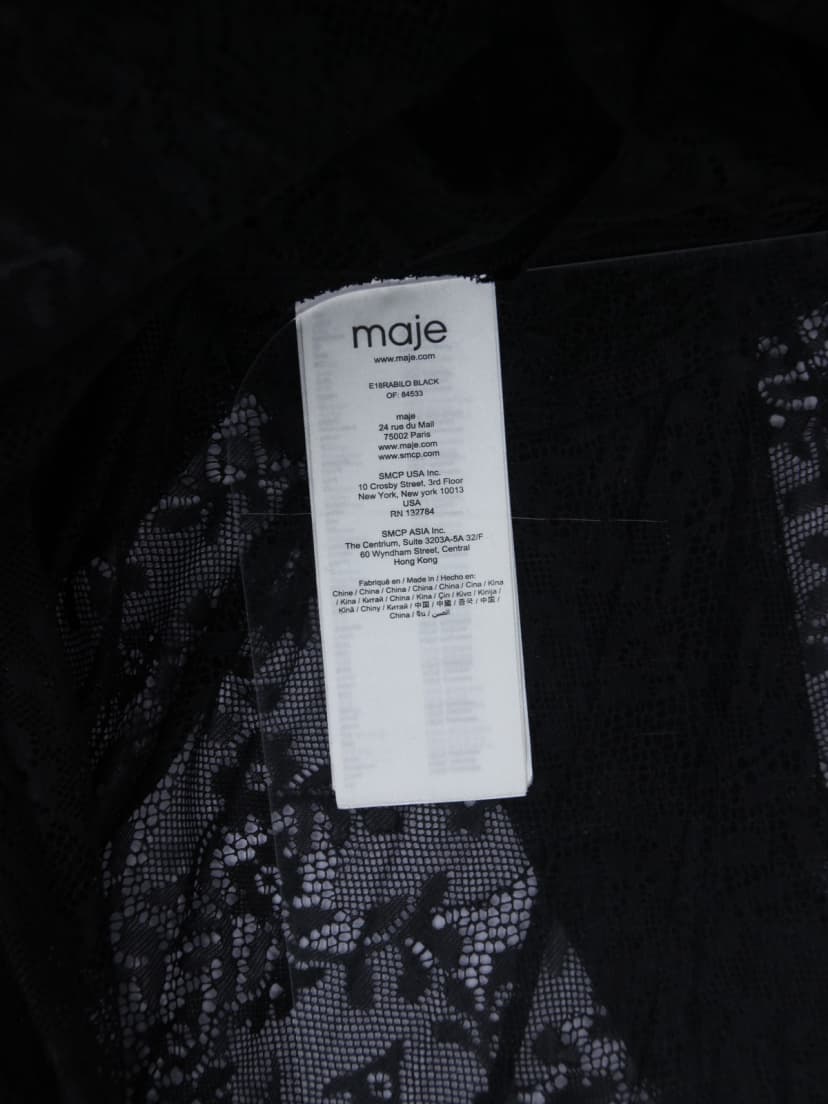 maje
www.maje.com
E18RABILO BLACK
OF: 84533
maje
24 rue du Mail
75002 Paris
www.maje.com
www.smcp.com
SMCP USA Inc.
10 Crosby Street, 3rd Floor
New York, New york 10013
USA
RN 132784
SMCP ASIA Inc.
The Centrium, Suite 3203A-5A 32/F
60 Wyndham Street, Central
Hong Kong
Fabriqué en / Made in / Hecho en:
Chine / China / China / China / China / Cina / Kina
/ Kina / Китай / China / Kina / Çin / Kina / Kinija /
Kīnā / Chiny / Китай / 中国 / 中國 / 중국 / 中国 /
China / จีน / الصين